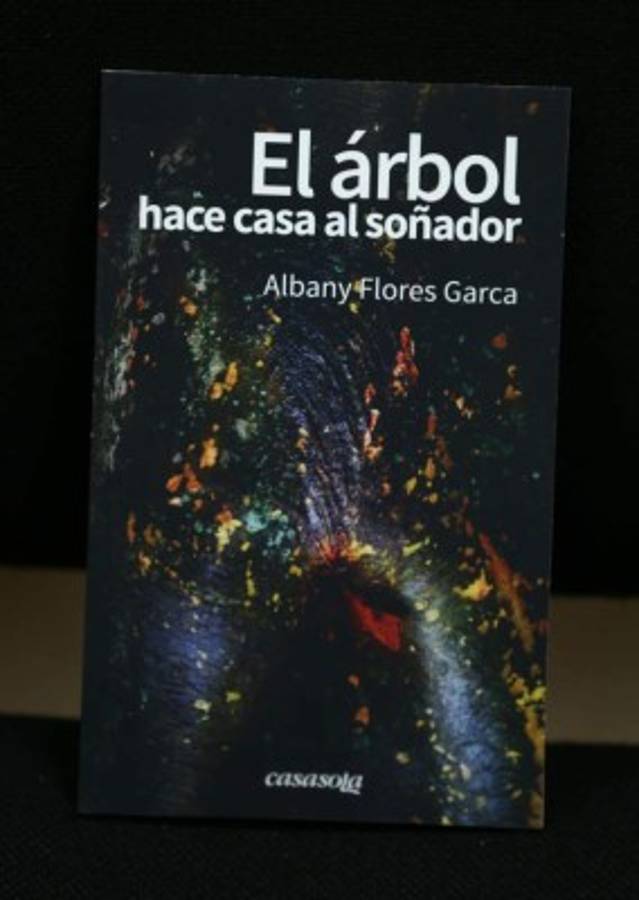 El árbol
hace casa al soñador
Albany Flores Garca
casasola